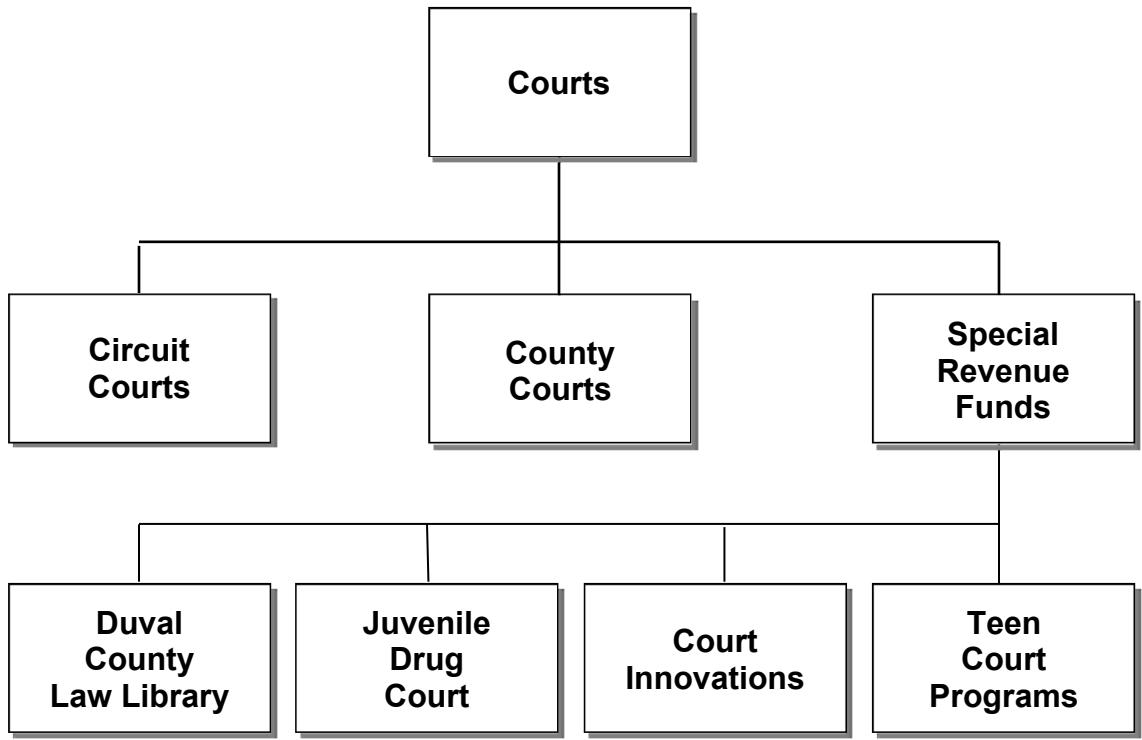 Courts
Circuit
Courts
County
Courts
Special
Revenue
Funds
Duval
County
Law Library
Juvenile
Drug
Court
Court
Innovations
Teen
Court
Programs